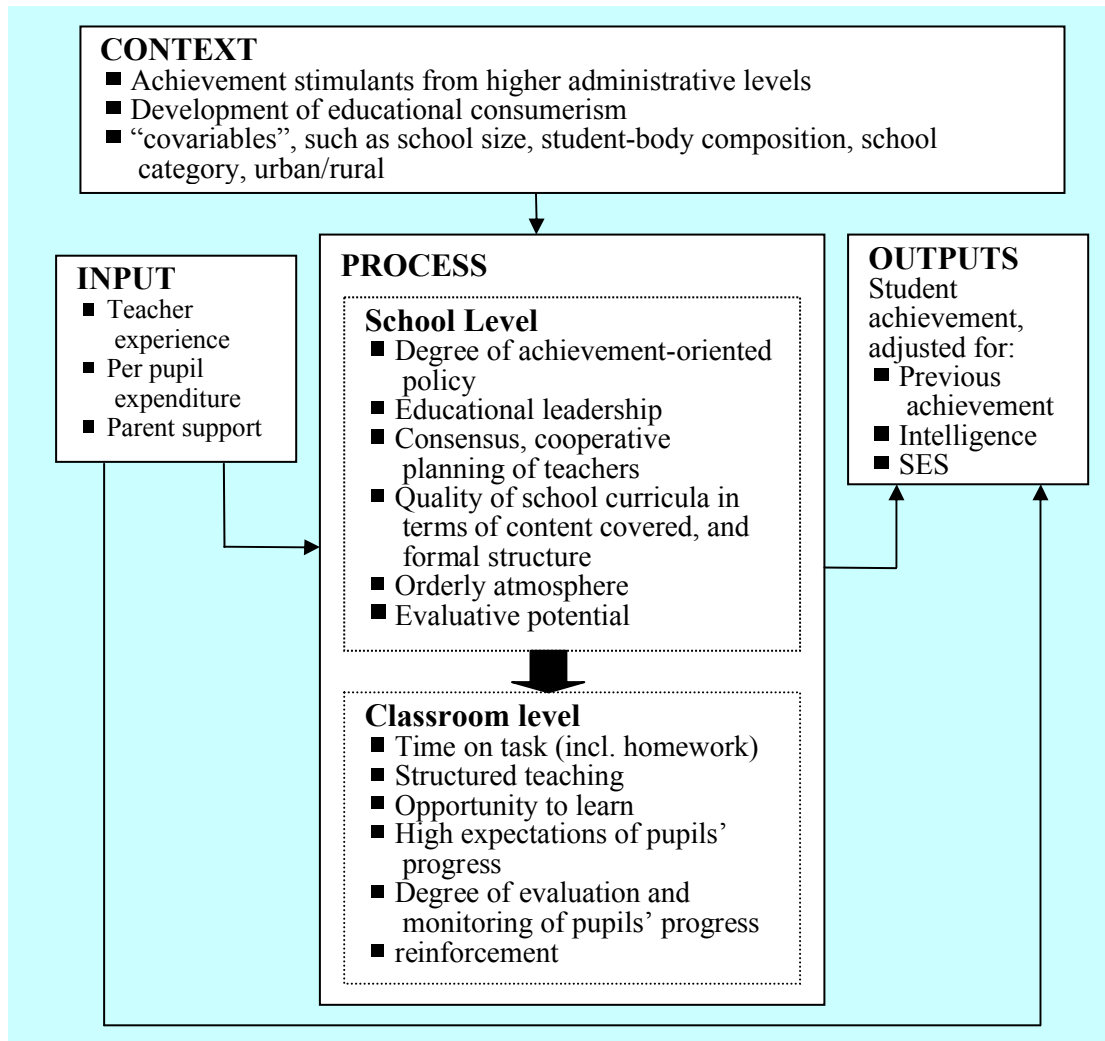 CONTEXT
■ Achievement stimulants from higher administrative levels
■ Development of educational consumerism
■ “covariables”, such as school size, student-body composition, school
category, urban/rural
INPUT
■ Teacher
experience
■ Per pupil
expenditure
■ Parent support
PROCESS
School Level
■ Degree of achievement-oriented
policy
■ Educational leadership
■ Consensus, cooperative
planning of teachers
■ Quality of school curricula in
terms of content covered, and
formal structure
■ Orderly atmosphere
■ Evaluative potential
Classroom level
■ Time on task (incl. homework)
■ Structured teaching
■ Opportunity to learn
■ High expectations of pupils’
progress
■ Degree of evaluation and
monitoring of pupils’ progress
■ reinforcement
OUTPUTS
Student
achievement,
adjusted for:
■ Previous
achievement
■ Intelligence
■ SES